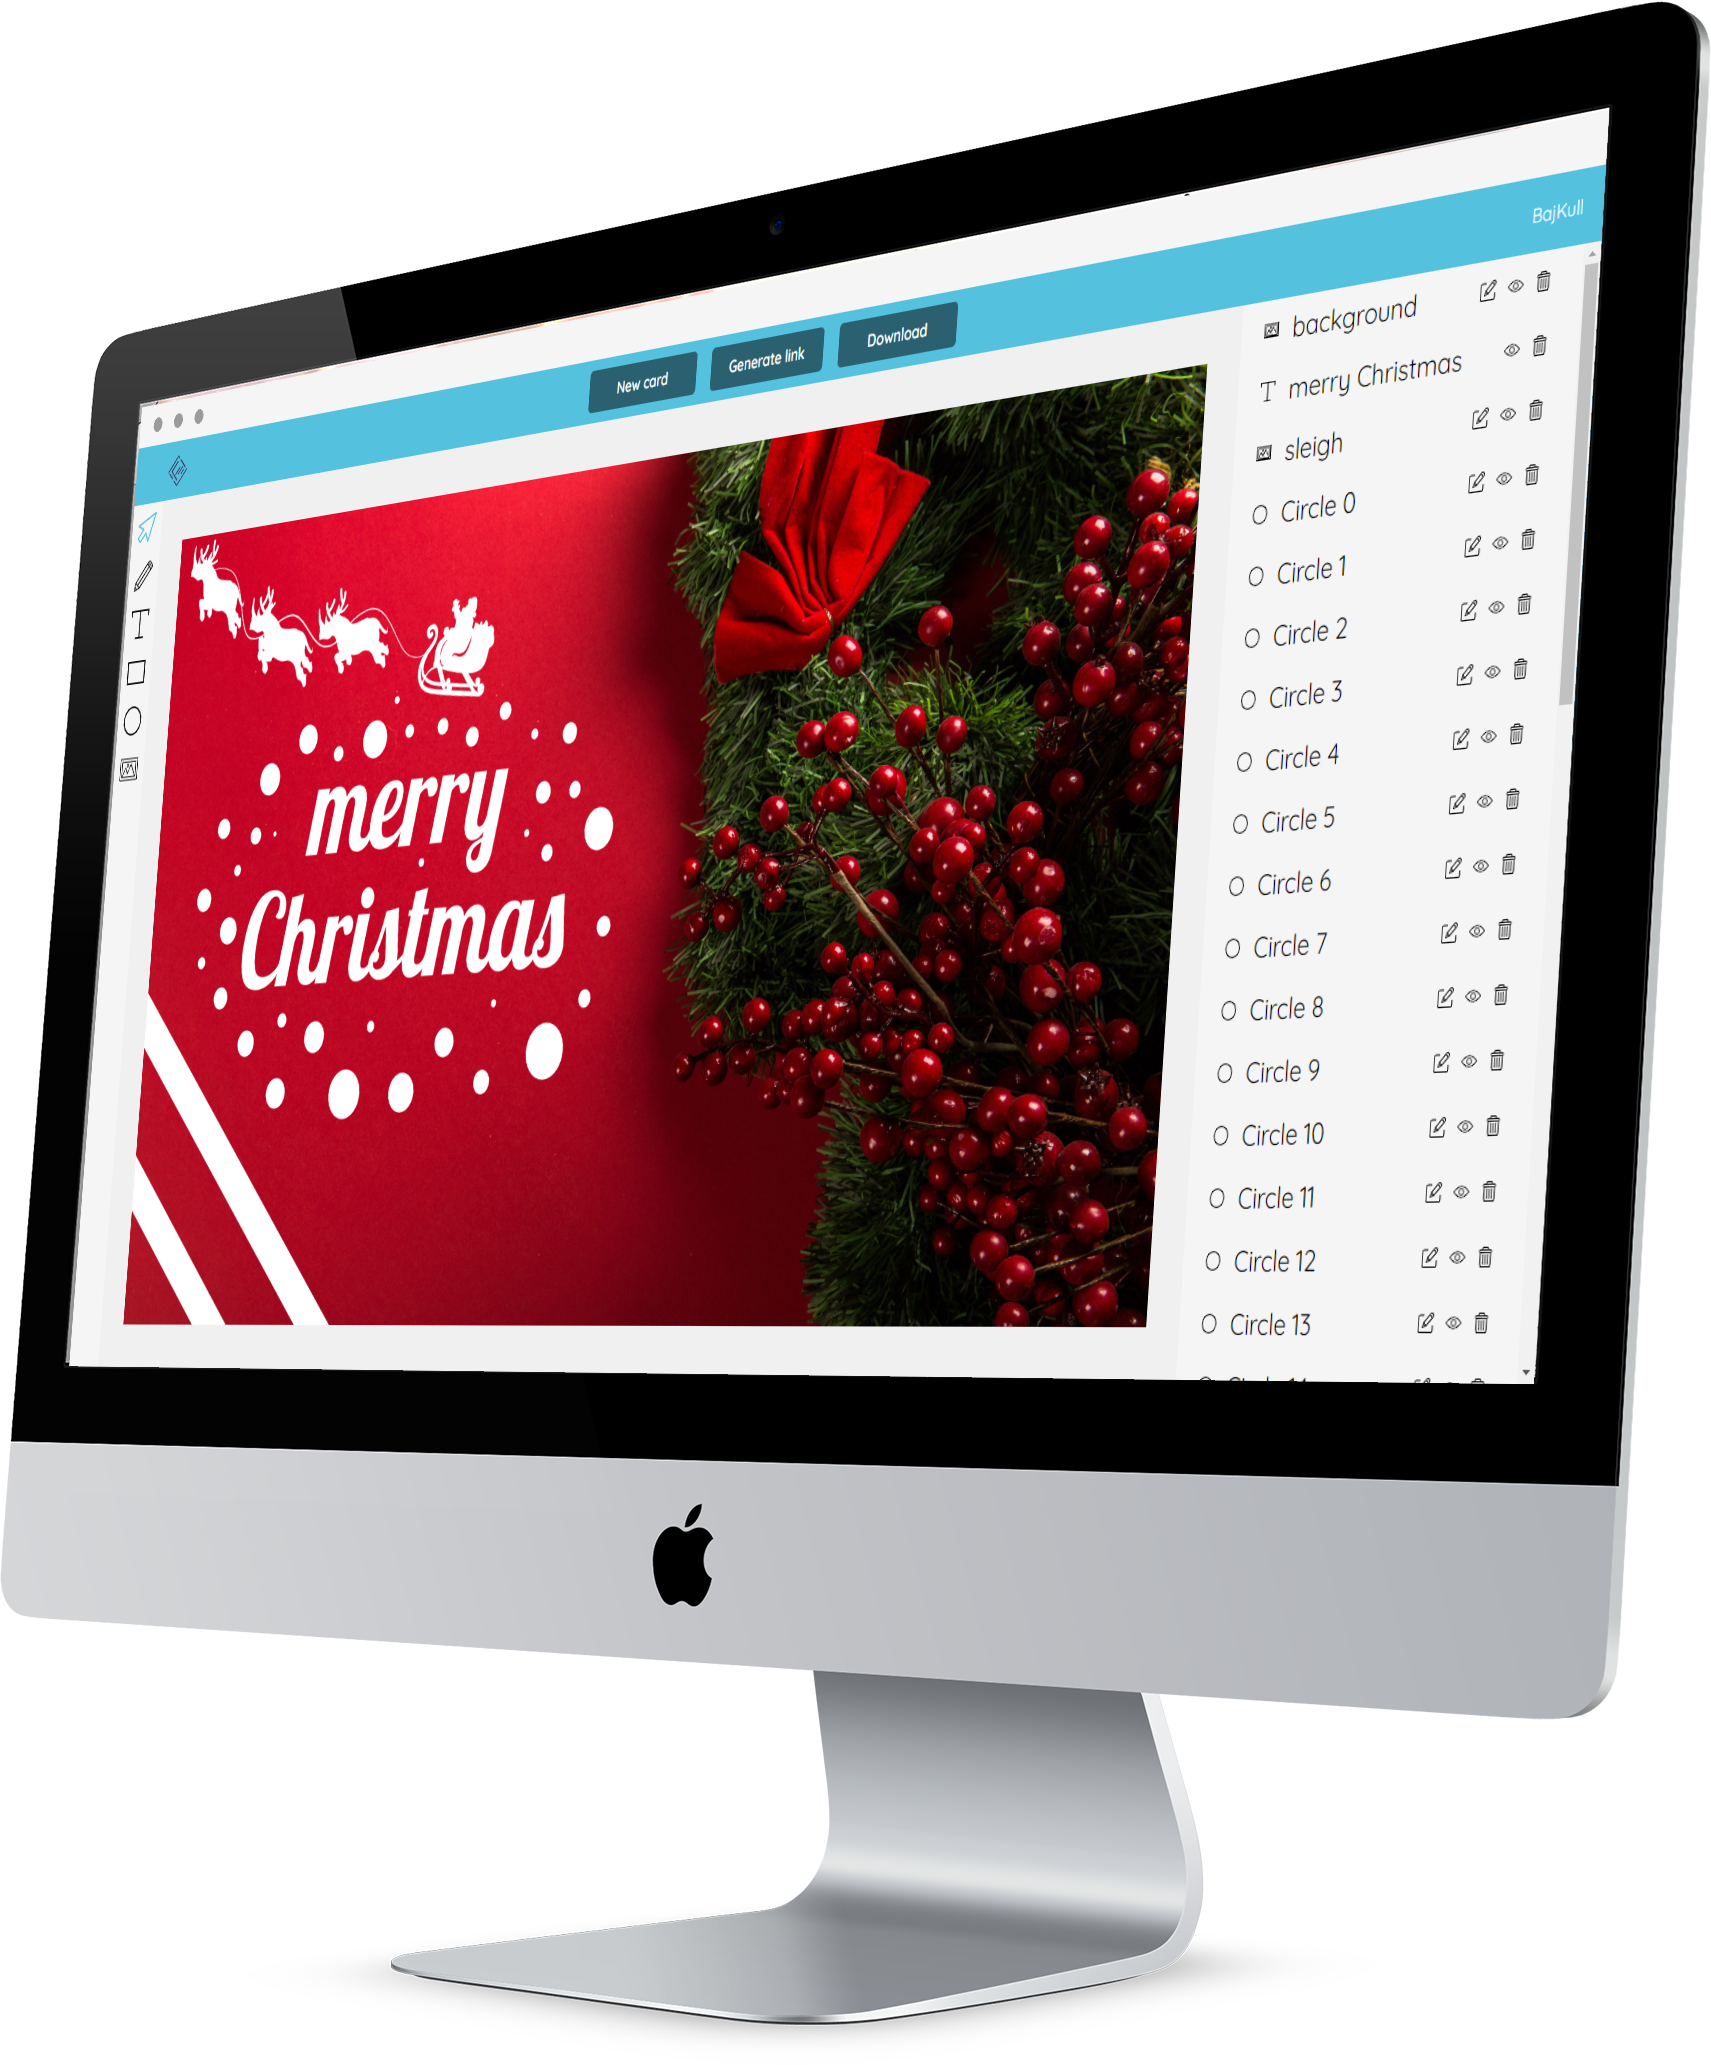 BajKull
New card
Generate link
Download
background
merry Christmas
sleigh
Circle 0
Circle 1
Circle 2
Circle 3
Circle 4
Circle 5
Circle 6
Circle 7
Circle 8
Circle 9
Circle 10
Circle 11
Circle 12
Circle 13
merry
Christmas